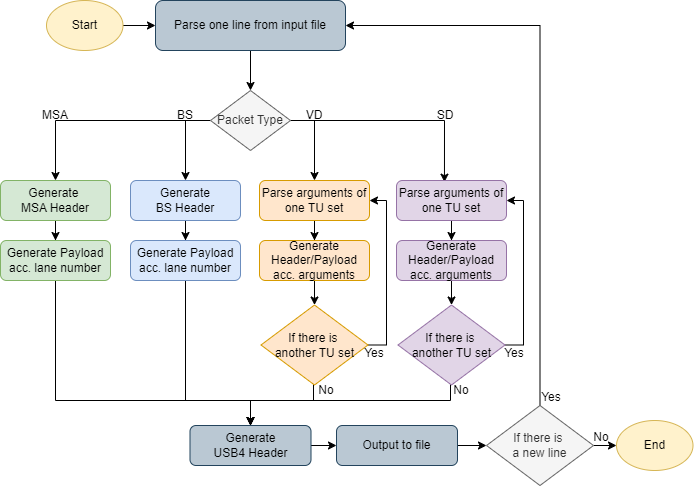 Start
Parse one line from input file
Packet Type
MSA
BS
VD
SD
Generate
MSA Header
Generate
BS Header
Parse arguments of
one TU set
Parse arguments of
one TU set
Generate Payload
acc. lane number
Generate Payload
acc. lane number
Generate
Header/Payload
acc. arguments
Generate
Header/Payload
acc. arguments
If there is
another TU set
Yes
If there is
another TU set
Yes
No
No
Generate
USB4 Header
Output to file
If there is
a new line
Yes
No
End